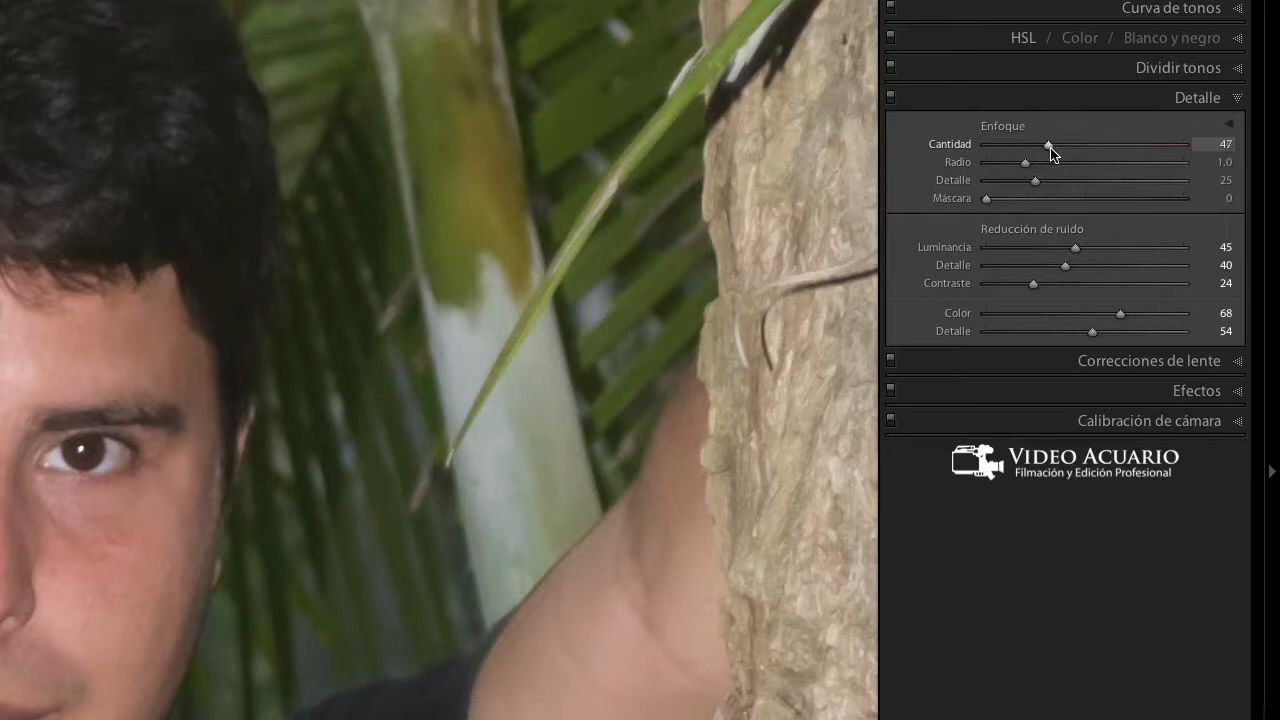 Curva de tonos
HSL / Color / Blanco y negro
Dividir tonos
Detalle
Enfoque
Cantidad 47
Radio 1.0
Detalle 25
Máscara 0
Reducción de ruido
Luminancia 45
Detalle 40
Contraste 24
Color 68
Detalle 54
Correcciones de lente
Efectos
Calibración de cámara
VIDEO ACUARIO
Filmación y Edición Profesional